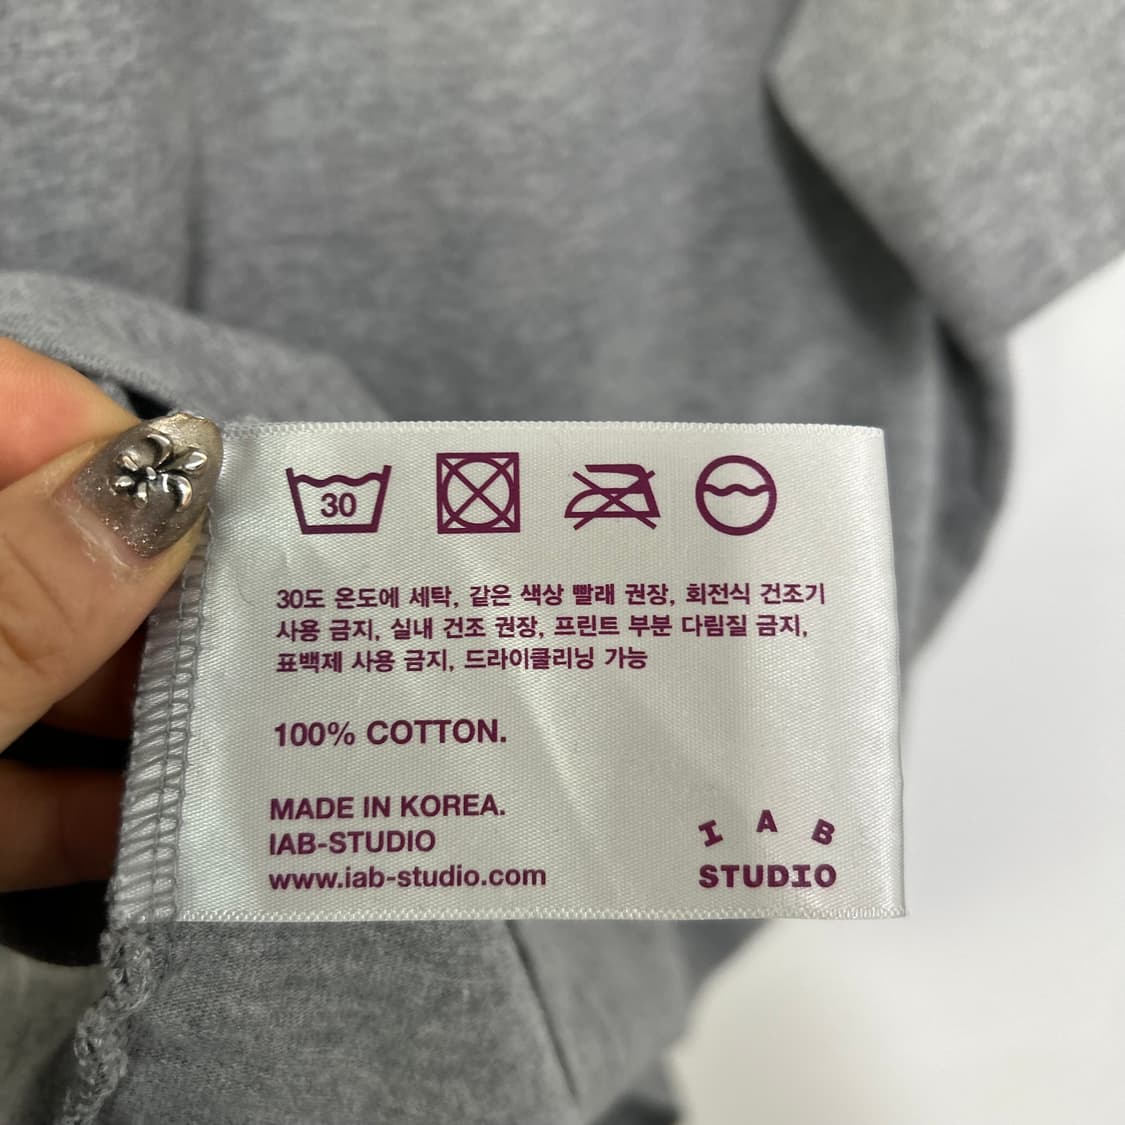 30
30도 온도에 세탁, 같은 색상 빨래 권장, 회전식 건조기
사용 금지, 실내 건조 권장, 프린트 부분 다림질 금지,
표백제 사용 금지, 드라이클리닝 가능
100% COTTON.
MADE IN KOREA.
IAB-STUDIO
www.iab-studio.com
I A B
STUDIO